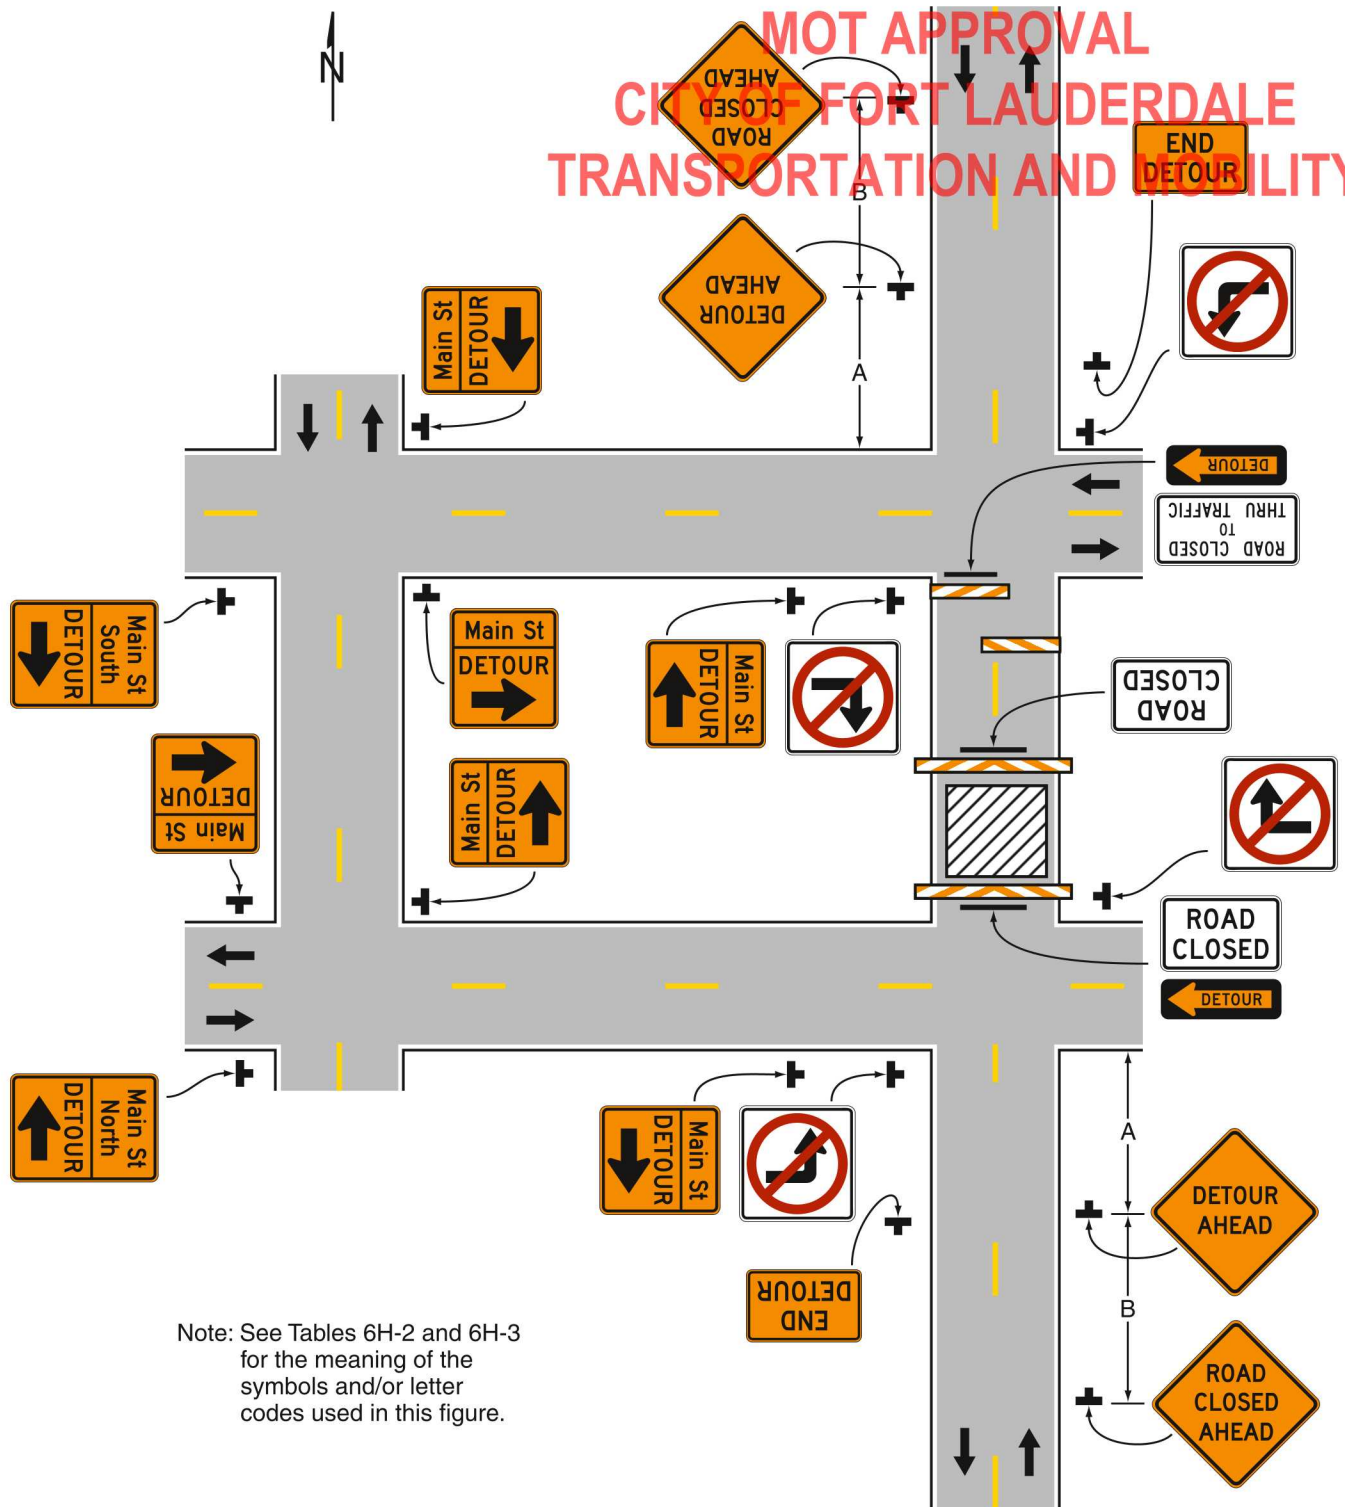 N
MOT APPROVAL
CITY OF FORT LAUDERDALE
TRANSPORTATION AND MOBILITY
ROAD
CLOSED
AHEAD
B
END
DETOUR
DETOUR
AHEAD
A
Main St
DETOUR
DETOUR
ROAD CLOSED
TO
THRU TRAFFIC
Main St
South
DETOUR
Main St
DETOUR
Main St
DETOUR
ROAD
CLOSED
Main St
DETOUR
Main St
DETOUR
ROAD
CLOSED
DETOUR
Main St
North
DETOUR
Main St
DETOUR
A
DETOUR
AHEAD
END
DETOUR
B
ROAD
CLOSED
AHEAD
Note: See Tables 6H-2 and 6H-3
for the meaning of the
symbols and/or letter
codes used in this figure.